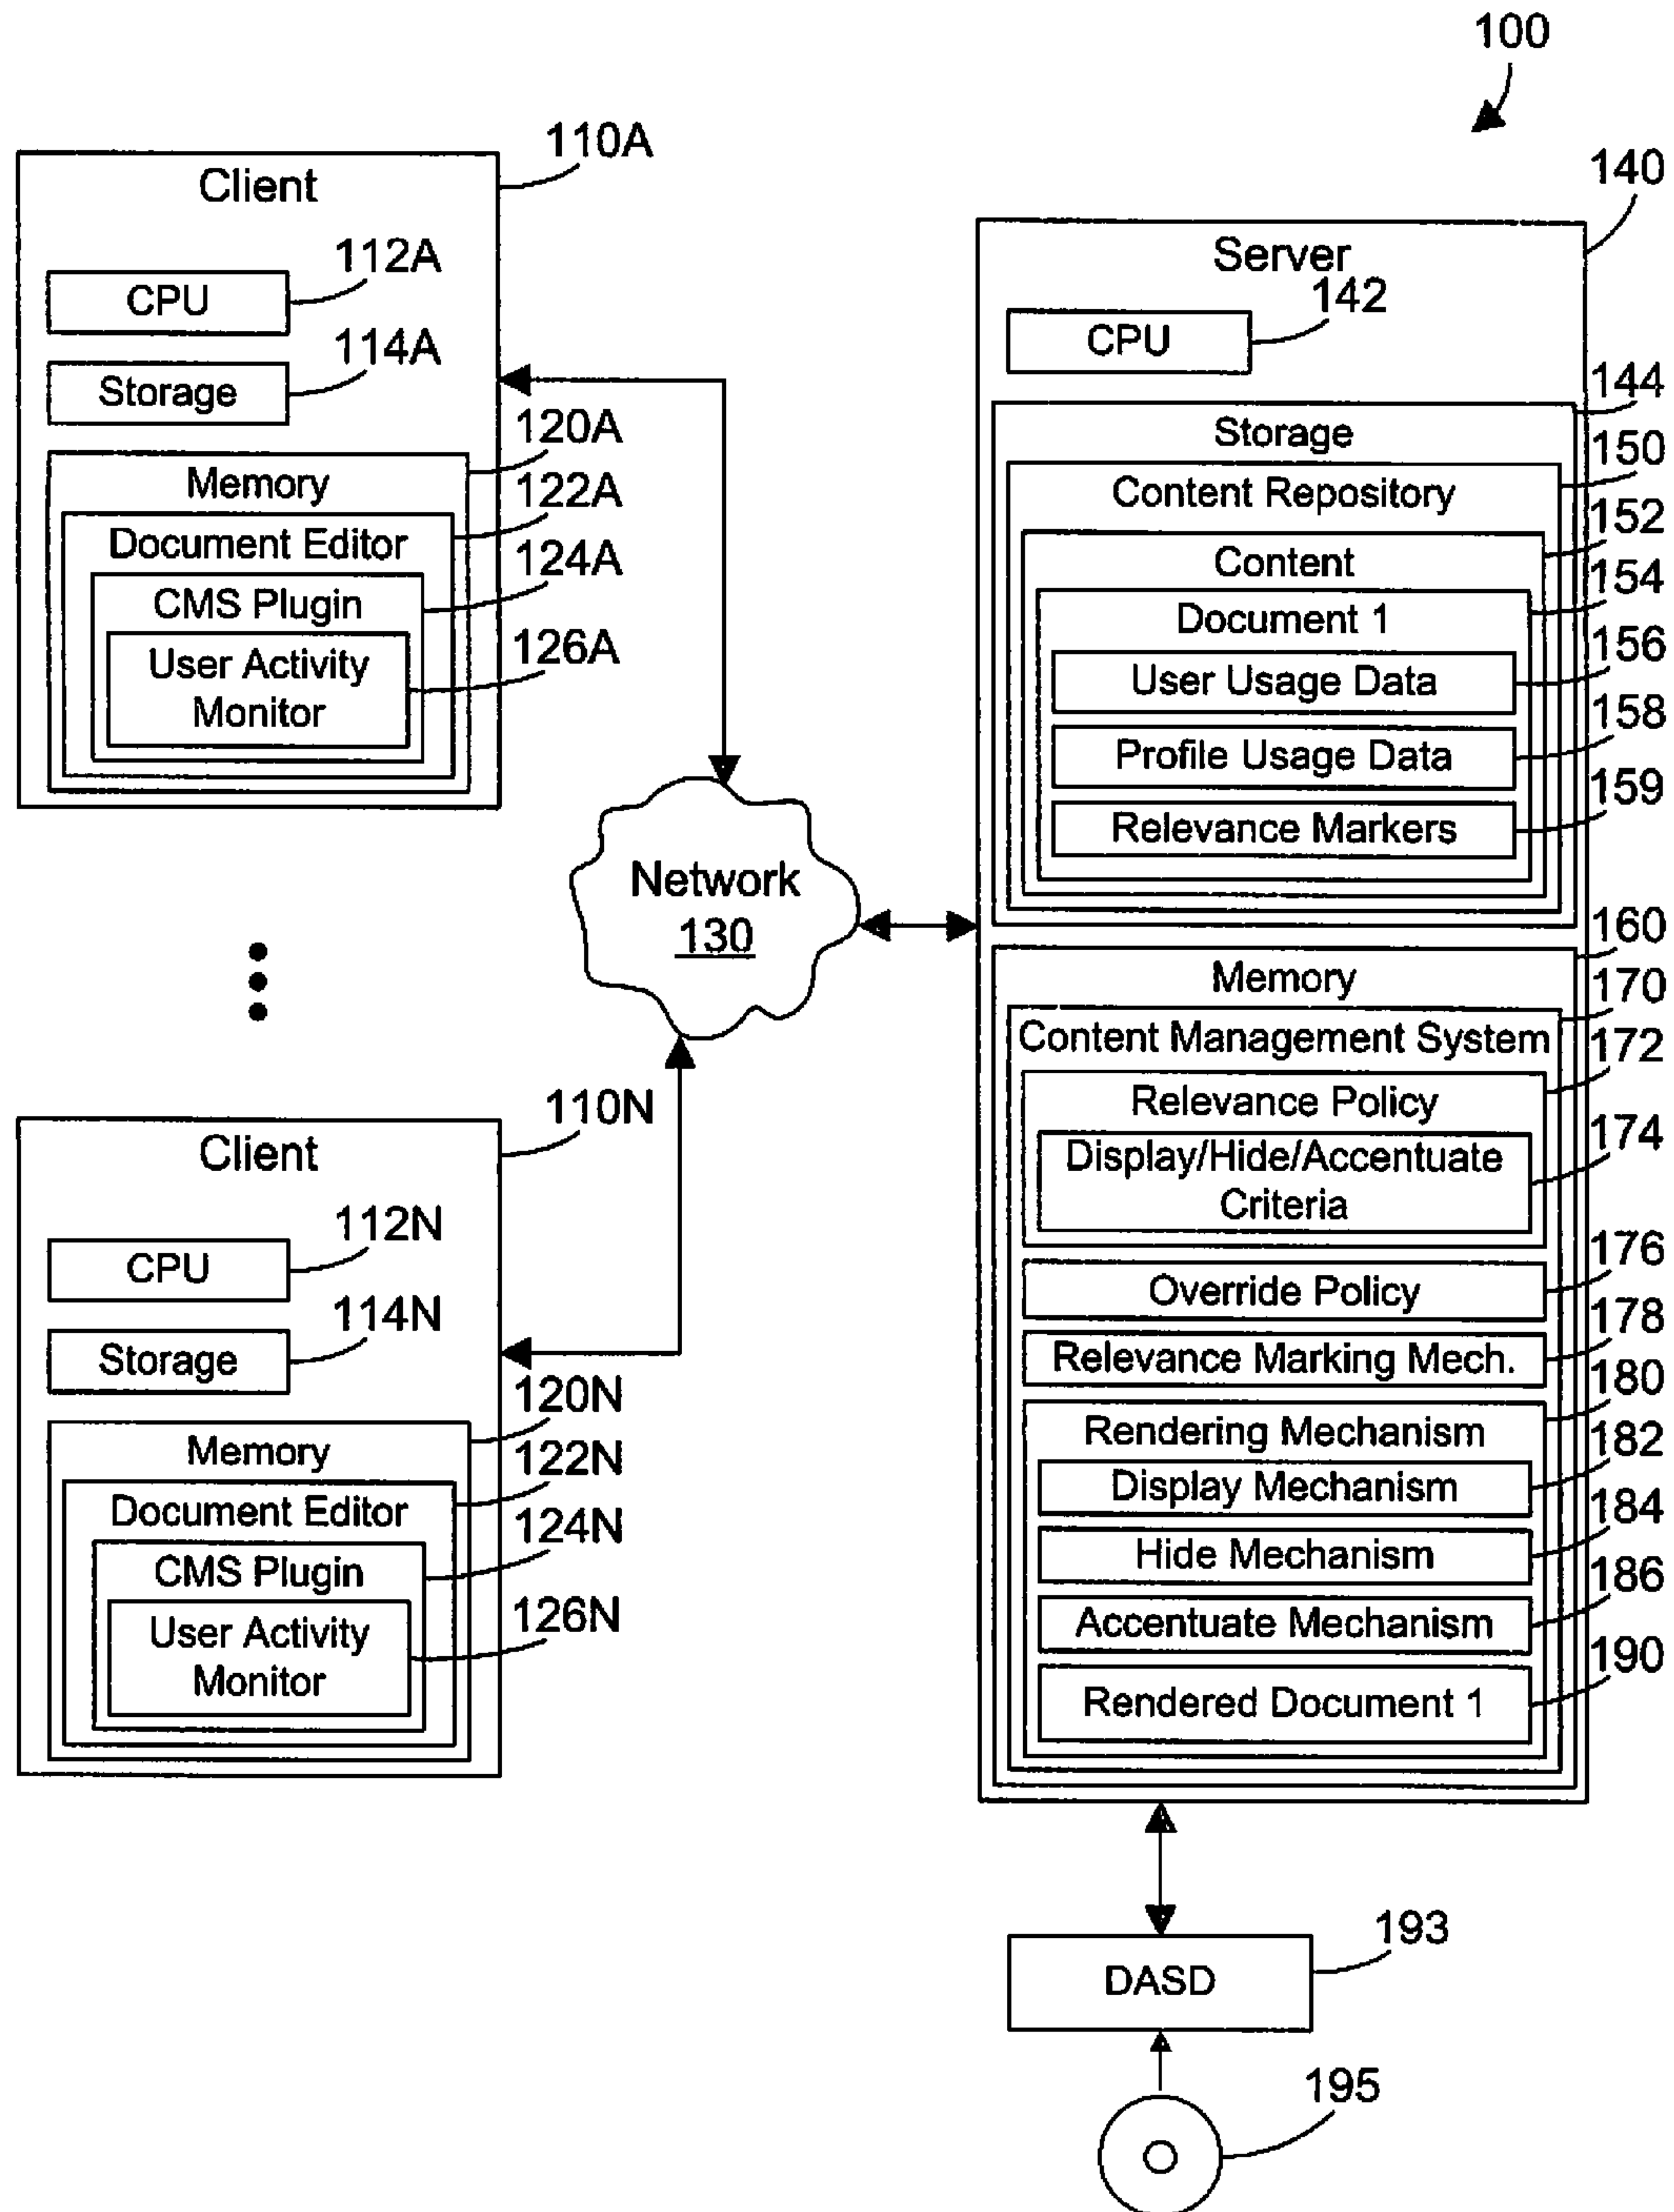 100
110A
Client
112A
CPU
114A
Storage
120A
Memory
122A
Document Editor
124A
CMS Plugin
126A
User Activity
Monitor
Network
130
110N
Client
112N
CPU
114N
Storage
120N
Memory
122N
Document Editor
124N
CMS Plugin
126N
User Activity
Monitor
140
Server
142
CPU
144
Storage
150
Content Repository
152
Content
154
Document 1
156
User Usage Data
158
Profile Usage Data
159
Relevance Markers
160
Memory
170
Content Management System
172
Relevance Policy
174
Display/Hide/Accentuate
Criteria
176
Override Policy
178
Relevance Marking Mech.
180
Rendering Mechanism
182
Display Mechanism
184
Hide Mechanism
186
Accentuate Mechanism
190
Rendered Document 1
193
DASD
195